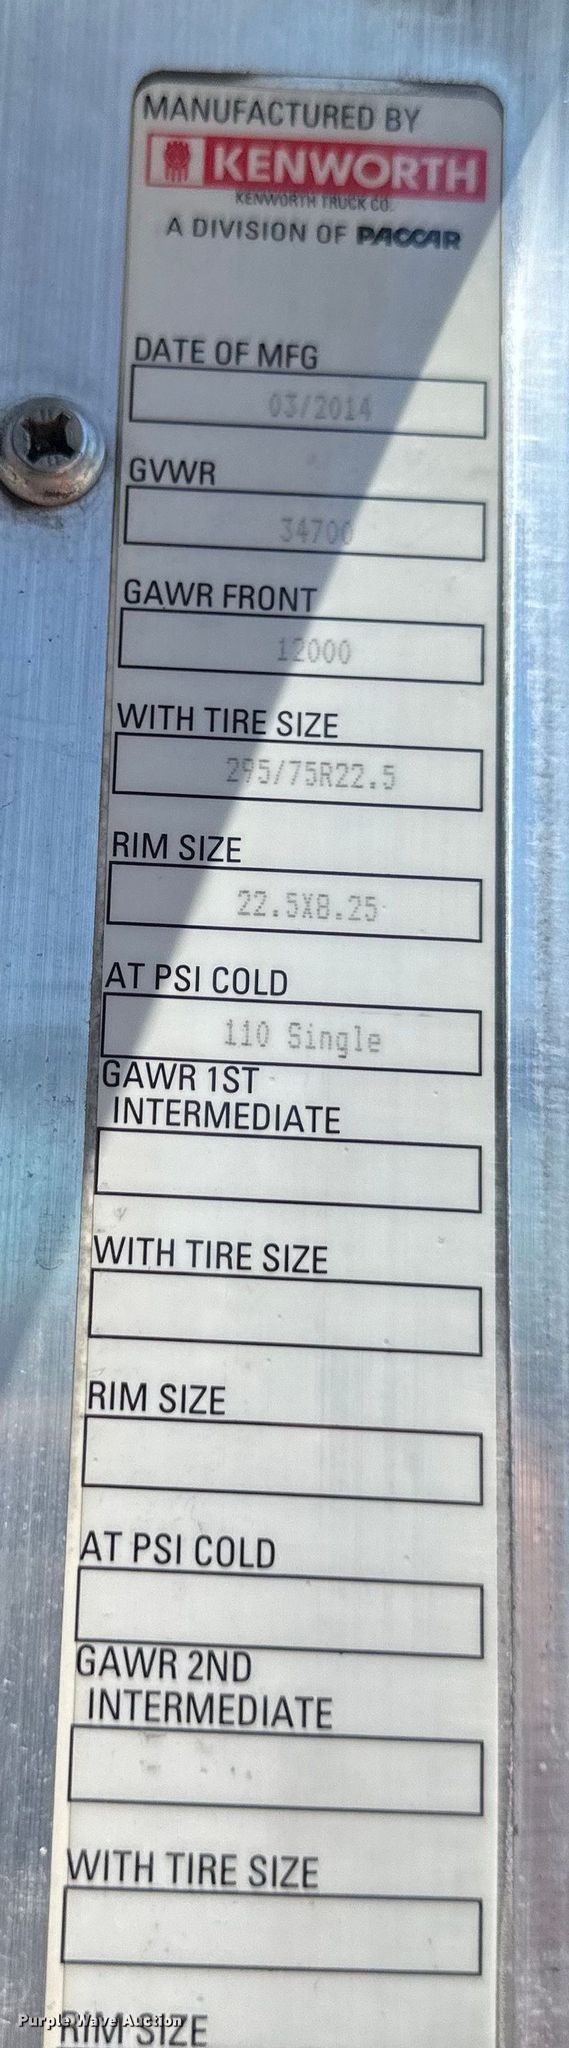 MANUFACTURED BY
KENWORTH
KENWORTH TRUCK CO.
A DIVISION OF PACCAR
DATE OF MFG
03/2014
GVWR
34700
GAWR FRONT
12000
WITH TIRE SIZE
295/75R22.5
RIM SIZE
22.5X8.25
AT PSI COLD
110 Single
GAWR 1ST
INTERMEDIATE
WITH TIRE SIZE
RIM SIZE
AT PSI COLD
GAWR 2ND
INTERMEDIATE
WITH TIRE SIZE
RIM SIZE
Purple Wave Auction